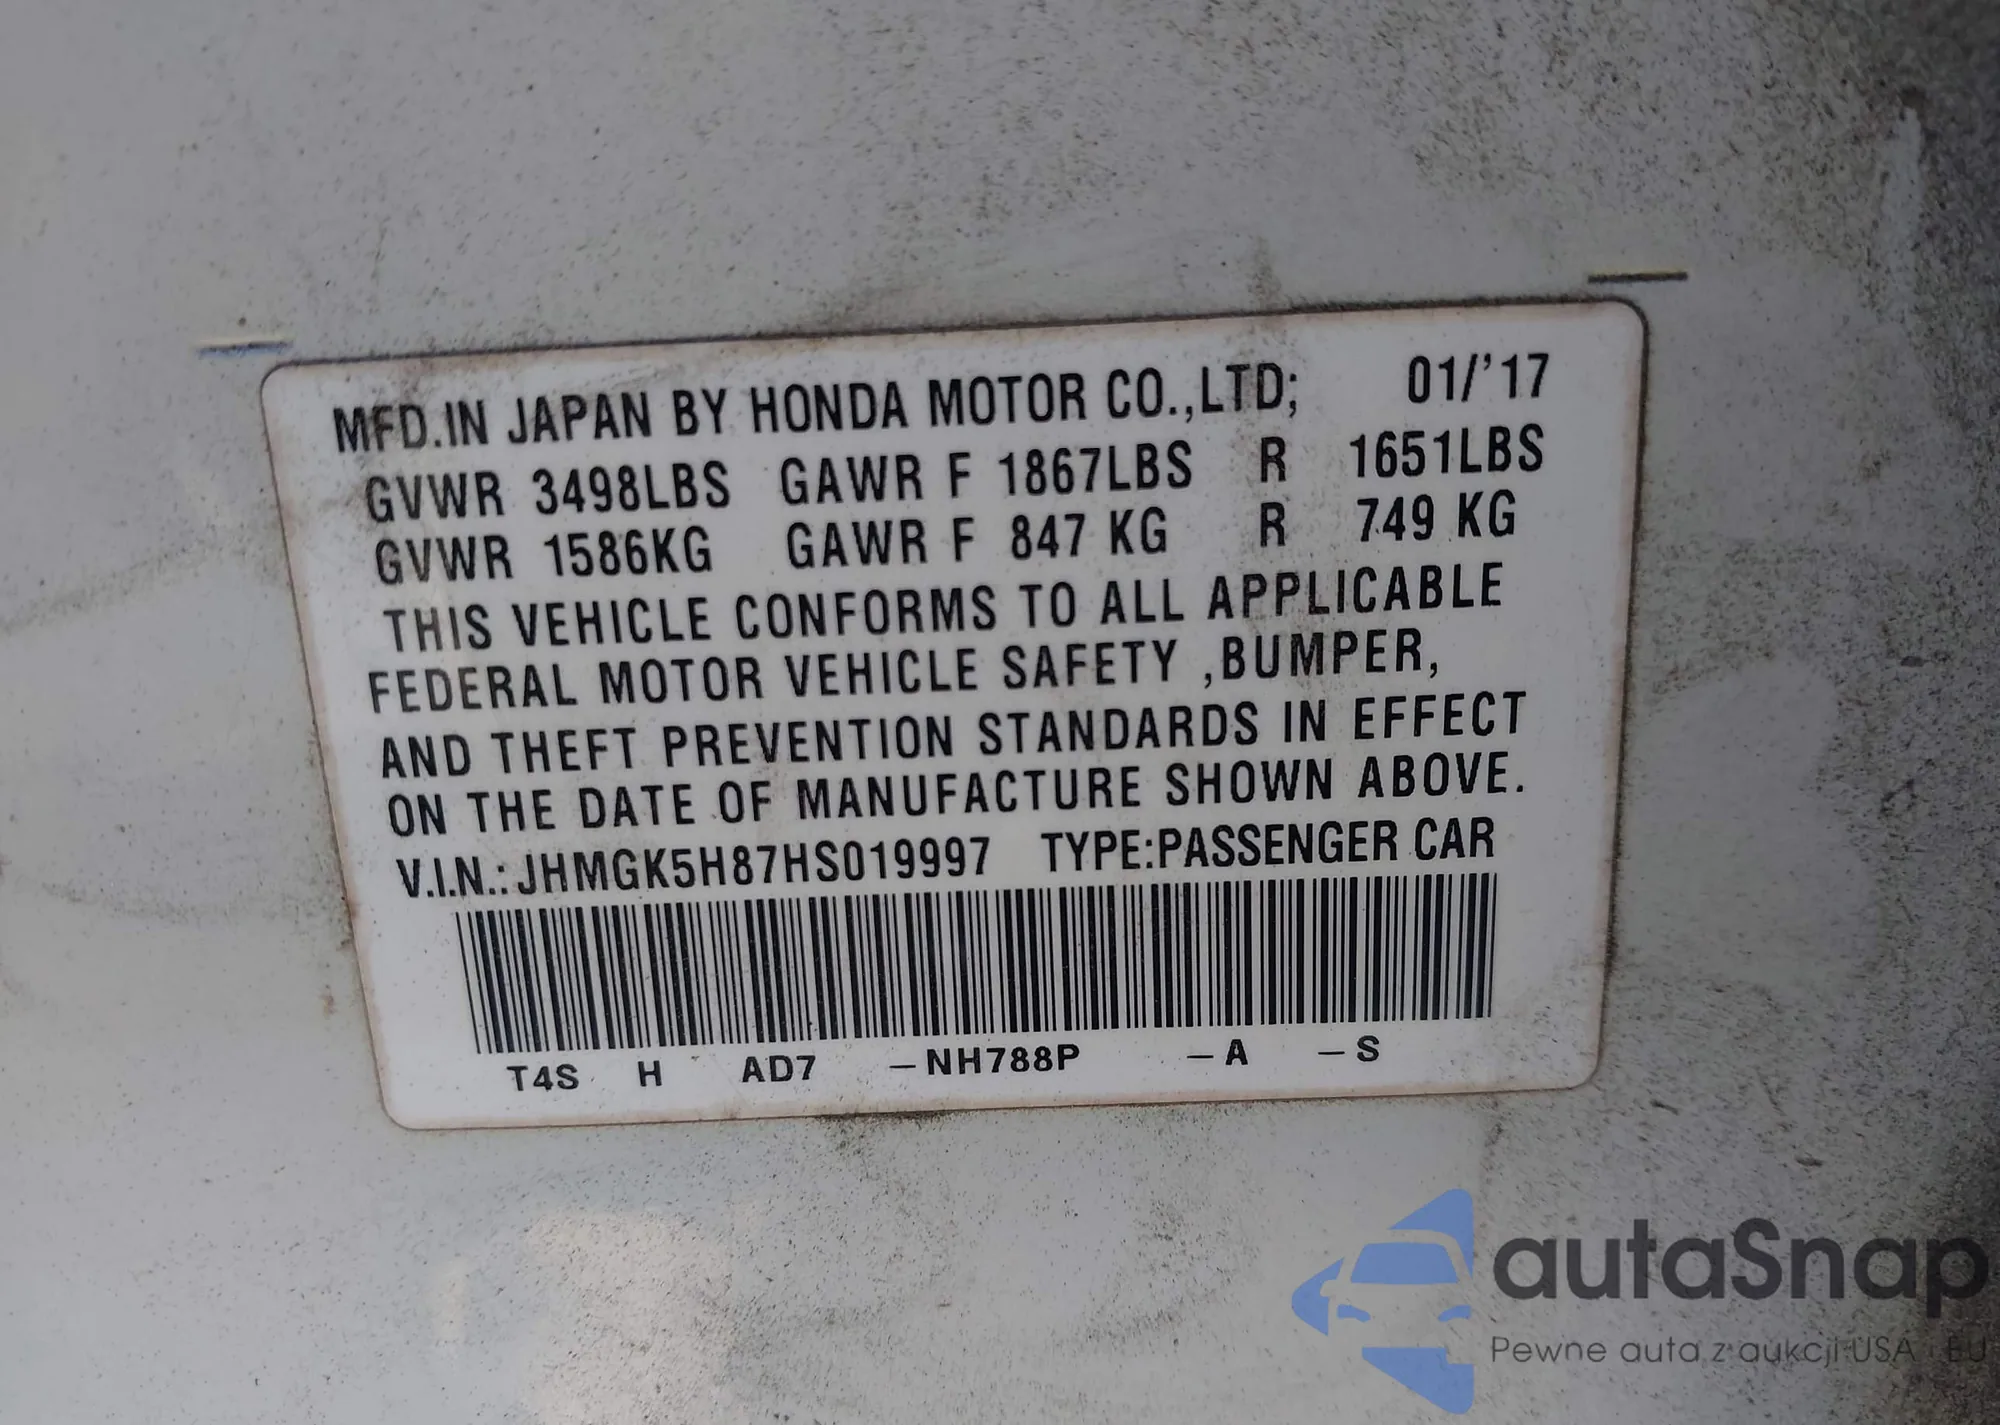 MFD.IN JAPAN BY HONDA MOTOR CO.,LTD; 01/'17
GVWR 3498LBS GAWR F 1867LBS R 1651LBS
GVWR 1586KG GAWR F 847 KG R 749 KG
THIS VEHICLE CONFORMS TO ALL APPLICABLE
FEDERAL MOTOR VEHICLE SAFETY ,BUMPER,
AND THEFT PREVENTION STANDARDS IN EFFECT
ON THE DATE OF MANUFACTURE SHOWN ABOVE.
V.I.N.: JHMGK5H87HS019997 TYPE:PASSENGER CAR
T4S H AD7 –NH788P –A –S
autaSnap
Pewne auta z aukcji USA i EU